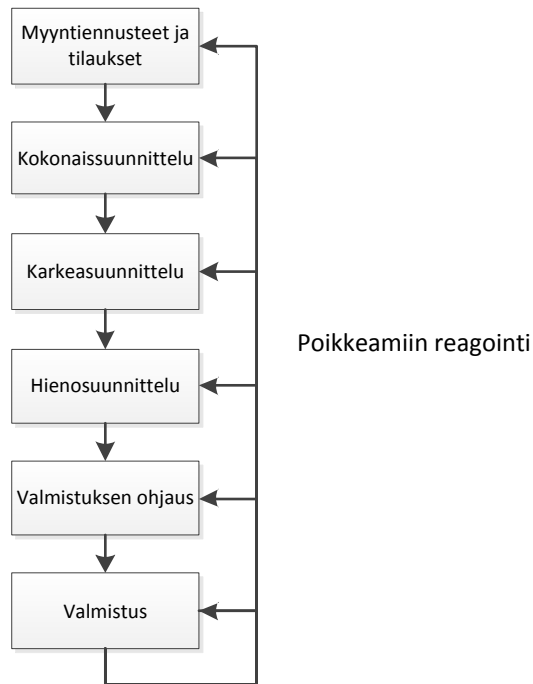 Myyntiennusteet ja
tilaukset
Kokonaissuunnittelu
Karkeasuunnittelu
Poikkeamiin reagointi
Hienosuunnittelu
Valmistuksen ohjaus
Valmistus